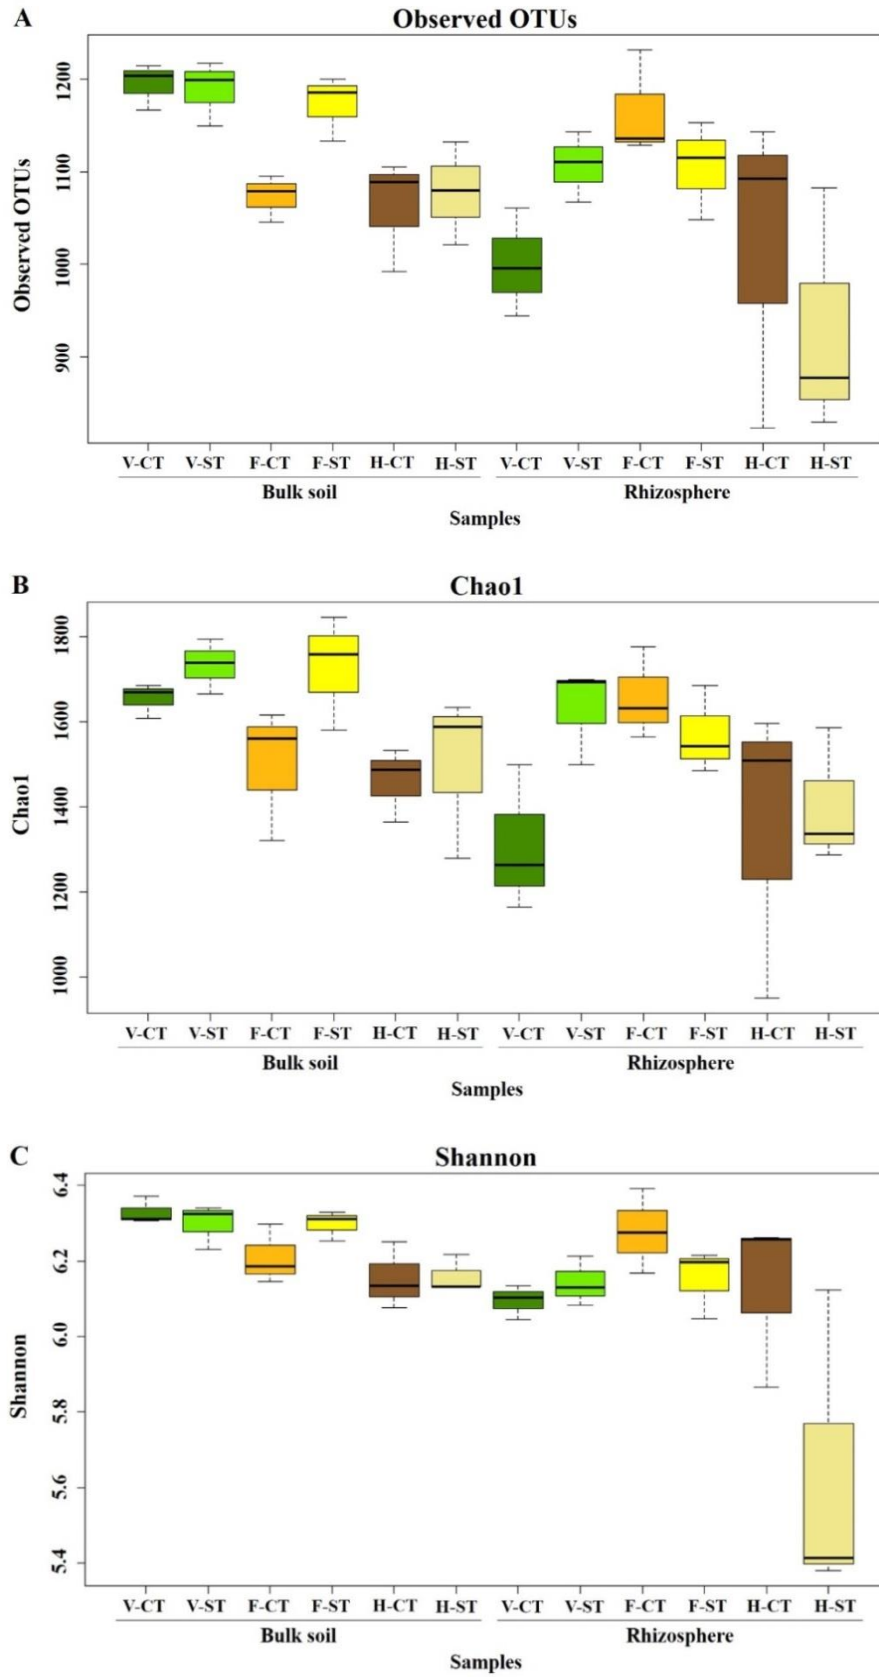 A
Observed OTUs
Observed OTUs
1200
1100
1000
900
V-CT V-ST F-CT F-ST H-CT H-ST V-CT V-ST F-CT F-ST H-CT H-ST
Bulk soil Rhizosphere
Samples
B
Chao1
Chao1
1800
1600
1400
1200
1000
V-CT V-ST F-CT F-ST H-CT H-ST V-CT V-ST F-CT F-ST H-CT H-ST
Bulk soil Rhizosphere
Samples
C
Shannon
Shannon
6.4
6.2
6.0
5.8
5.6
5.4
V-CT V-ST F-CT F-ST H-CT H-ST V-CT V-ST F-CT F-ST H-CT H-ST
Bulk soil Rhizosphere
Samples